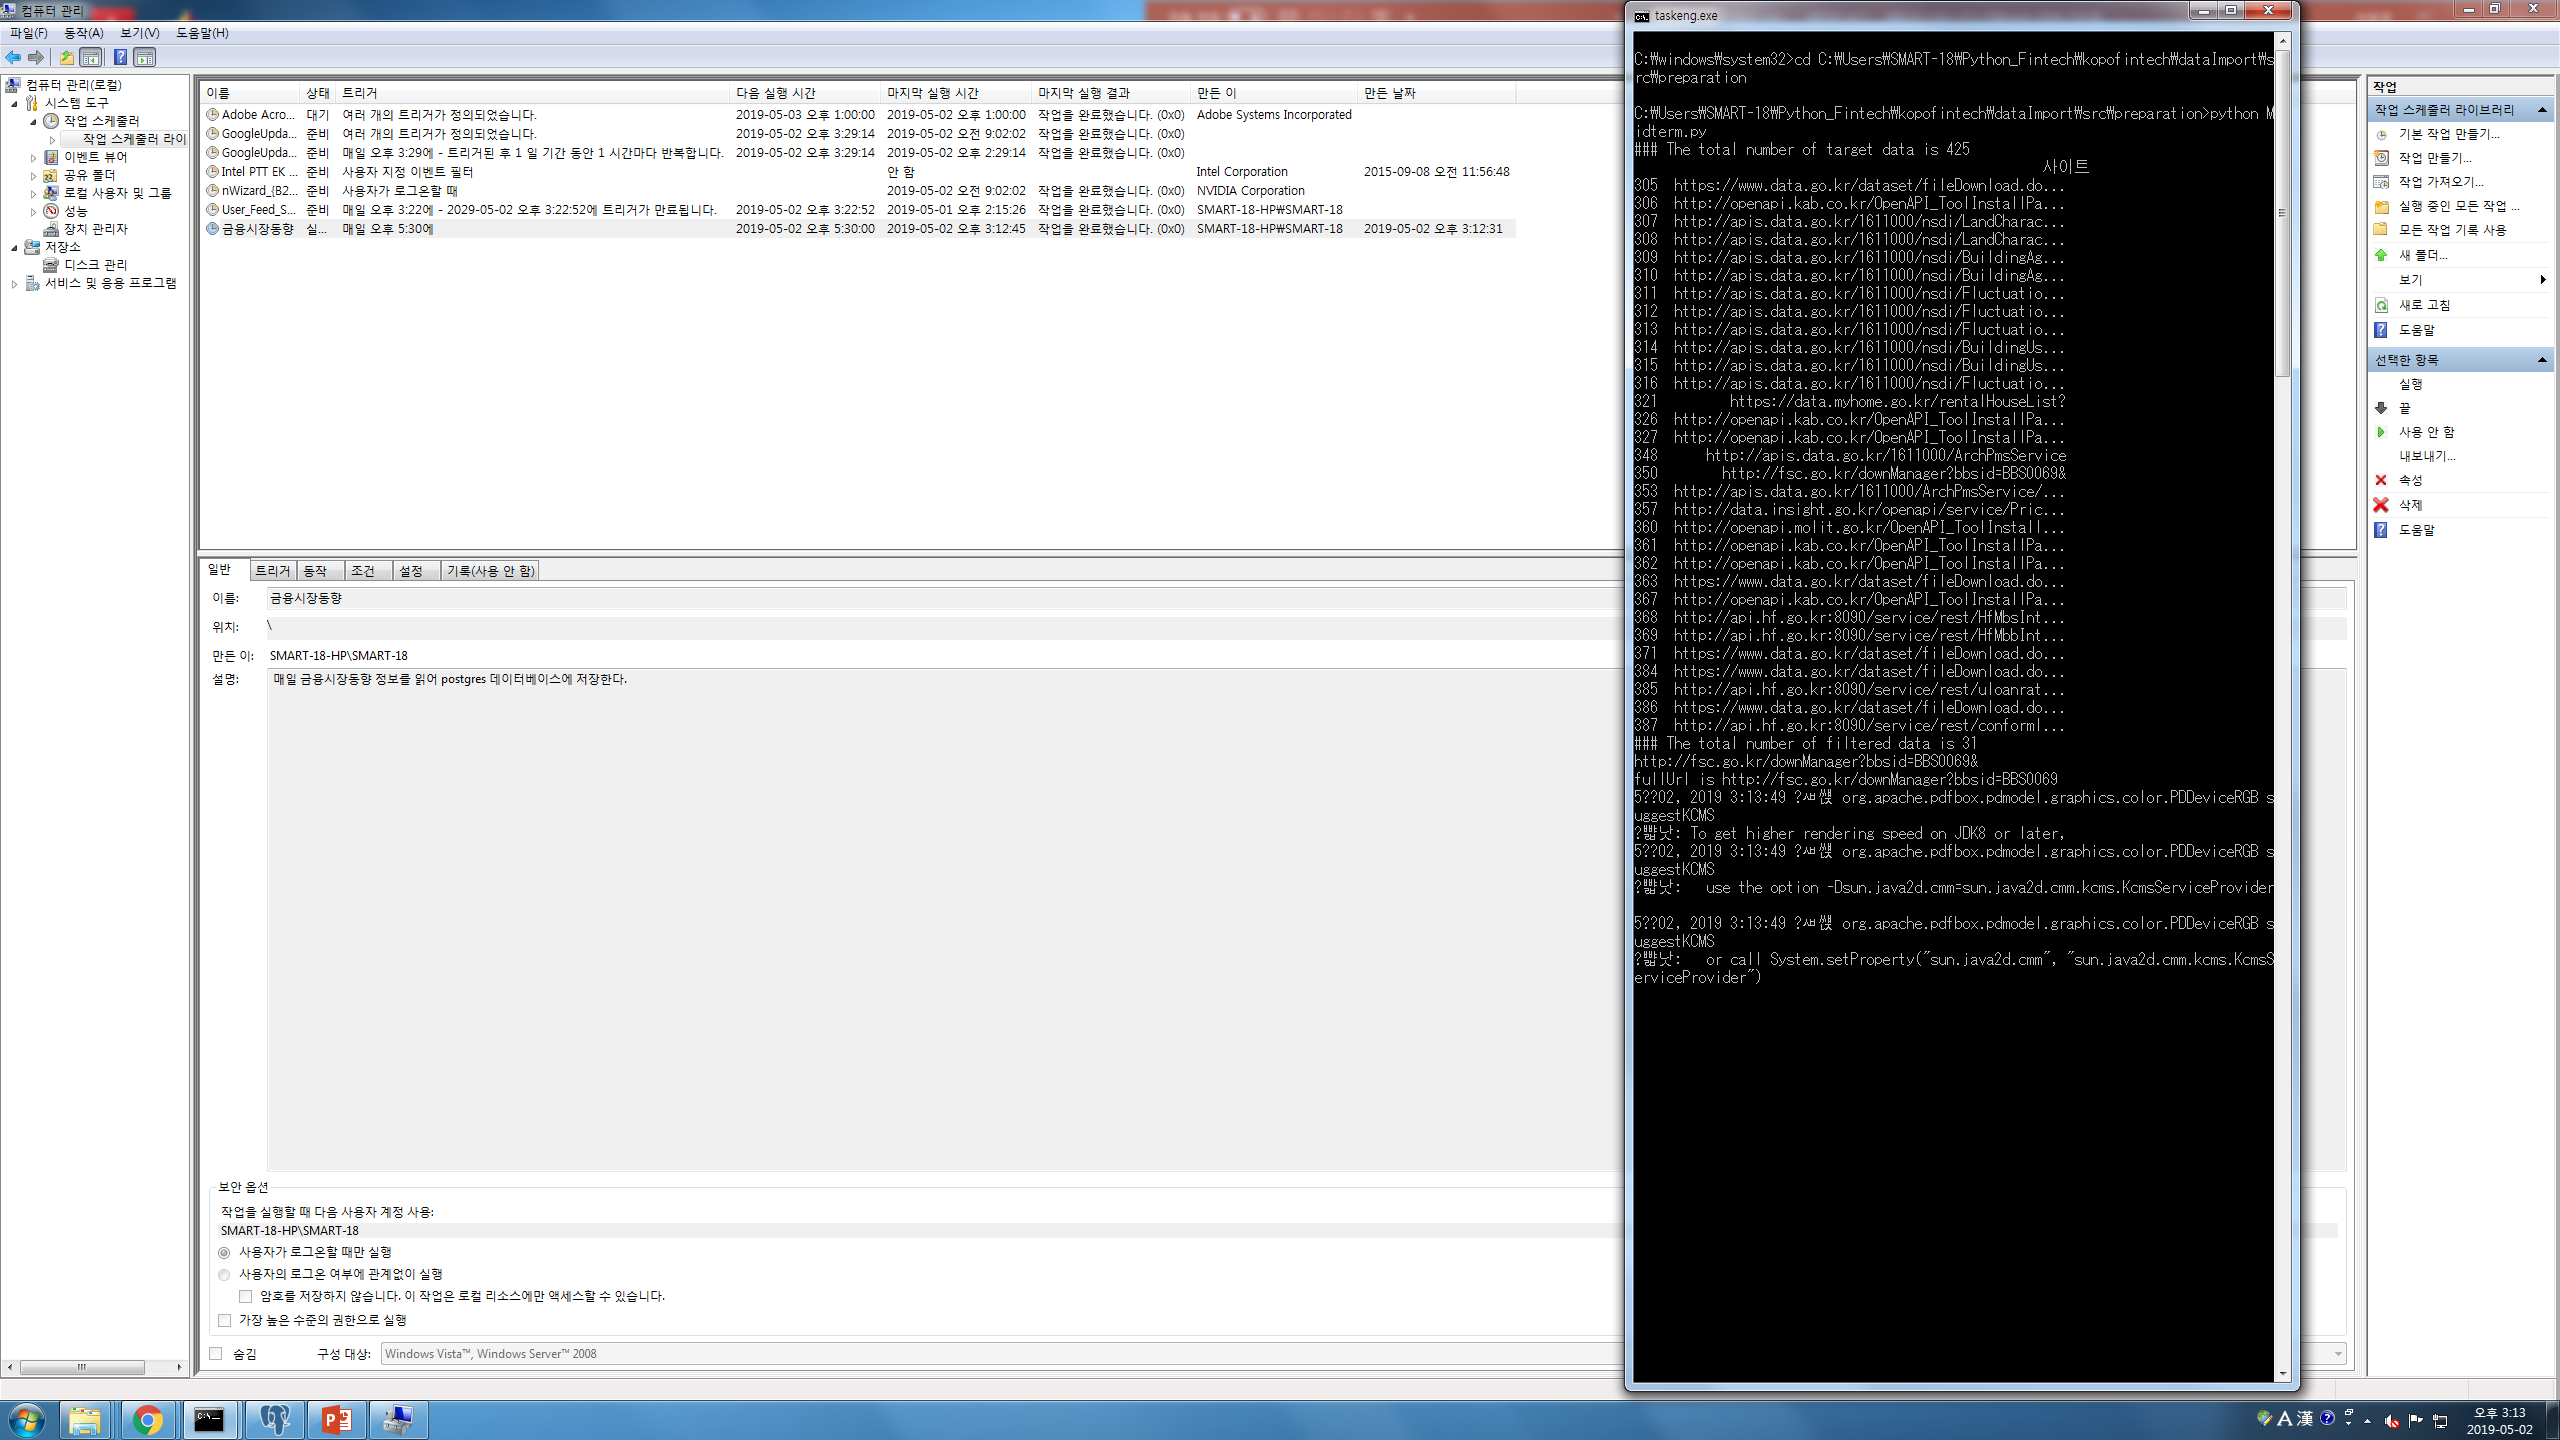 컴퓨터 관리
파일(F) 동작(A) 보기(V) 도움말(H)
컴퓨터 관리(로컬)
시스템 도구
작업 스케줄러
작업 스케줄러 라이
이벤트 뷰어
공유 폴더
로컬 사용자 및 그룹
성능
장치 관리자
저장소
디스크 관리
서비스 및 응용 프로그램
이름 상태 트리거 다음 실행 시간 마지막 실행 시간 마지막 실행 결과 만든 이 만든 날짜
Adobe Acro... 대기 여러 개의 트리거가 정의되었습니다. 2019-05-03 오후 1:00:00 2019-05-02 오후 1:00:00 작업을 완료했습니다. (0x0) Adobe Systems Incorporated
GoogleUpda... 준비 여러 개의 트리거가 정의되었습니다. 2019-05-02 오후 3:29:14 2019-05-02 오전 9:02:02 작업을 완료했습니다. (0x0)
GoogleUpda... 준비 매일 오후 3:29에 - 트리거된 후 1 일 기간 동안 1 시간마다 반복합니다. 2019-05-02 오후 3:29:14 2019-05-02 오후 2:29:14 작업을 완료했습니다. (0x0)
Intel PTT EK ... 준비 사용자 지정 이벤트 필터 안 함 Intel Corporation 2015-09-08 오전 11:56:48
nWizard_{B2... 준비 사용자가 로그온할 때 2019-05-02 오전 9:02:02 작업을 완료했습니다. (0x0) NVIDIA Corporation
User_Feed_S... 준비 매일 오후 3:22에 - 2029-05-02 오후 3:22:52에 트리거가 만료됩니다. 2019-05-02 오후 3:22:52 2019-05-01 오후 2:15:26 작업을 완료했습니다. (0x0) SMART-18-HP₩SMART-18
금융시장동향 실... 매일 오후 5:30에 2019-05-02 오후 5:30:00 2019-05-02 오후 3:12:45 작업을 완료했습니다. (0x0) SMART-18-HP₩SMART-18 2019-05-02 오후 3:12:31
일반 트리거 동작 조건 설정 기록(사용 안 함)
이름: 금융시장동향
위치: \
만든 이: SMART-18-HP\SMART-18
설명: 매일 금융시장동향 정보를 읽어 postgres 데이터베이스에 저장한다.
보안 옵션
작업을 실행할 때 다음 사용자 계정 사용:
SMART-18-HP\SMART-18
사용자가 로그온할 때만 실행
사용자의 로그온 여부에 관계없이 실행
암호를 저장하지 않습니다. 이 작업은 로컬 리소스에만 액세스할 수 있습니다.
가장 높은 수준의 권한으로 실행
숨김 구성 대상: Windows Vista™, Windows Server™ 2008
taskeng.exe
C:₩windows₩system32>cd C:₩Users₩SMART-18₩Python_Fintech₩kopofintech₩dataImport₩s
rc₩preparation
C:₩Users₩SMART-18₩Python_Fintech₩kopofintech₩dataImport₩src₩preparation>python M
idterm.py
### The total number of target data is 425
사이트
305 https://www.data.go.kr/dataset/fileDownload.do...
306 http://openapi.kab.co.kr/OpenAPI_ToolInstallPa...
307 http://apis.data.go.kr/1611000/nsdi/LandCharac...
308 http://apis.data.go.kr/1611000/nsdi/LandCharac...
309 http://apis.data.go.kr/1611000/nsdi/BuildingAg...
310 http://apis.data.go.kr/1611000/nsdi/BuildingAg...
311 http://apis.data.go.kr/1611000/nsdi/Fluctuatio...
312 http://apis.data.go.kr/1611000/nsdi/Fluctuatio...
313 http://apis.data.go.kr/1611000/nsdi/Fluctuatio...
314 http://apis.data.go.kr/1611000/nsdi/BuildingUs...
315 http://apis.data.go.kr/1611000/nsdi/BuildingUs...
316 http://apis.data.go.kr/1611000/nsdi/Fluctuatio...
321 https://data.myhome.go.kr/rentalHouseList?
326 http://openapi.kab.co.kr/OpenAPI_ToolInstallPa...
327 http://openapi.kab.co.kr/OpenAPI_ToolInstallPa...
348 http://apis.data.go.kr/1611000/ArchPmsService
350 http://fsc.go.kr/downManager?bbsid=BBS0069&
353 http://apis.data.go.kr/1611000/ArchPmsService/...
357 http://data.insight.go.kr/openapi/service/Pric...
360 http://openapi.molit.go.kr/OpenAPI_ToolInstall...
361 http://openapi.kab.co.kr/OpenAPI_ToolInstallPa...
362 http://openapi.kab.co.kr/OpenAPI_ToolInstallPa...
363 https://www.data.go.kr/dataset/fileDownload.do...
367 http://openapi.kab.co.kr/OpenAPI_ToolInstallPa...
368 http://api.hf.go.kr:8090/service/rest/HfMbsInt...
369 http://api.hf.go.kr:8090/service/rest/HfMbbInt...
371 https://www.data.go.kr/dataset/fileDownload.do...
384 https://www.data.go.kr/dataset/fileDownload.do...
385 http://api.hf.go.kr:8090/service/rest/uloanrat...
386 https://www.data.go.kr/dataset/fileDownload.do...
387 http://api.hf.go.kr:8090/service/rest/conforml...
### The total number of filtered data is 31
http://fsc.go.kr/downManager?bbsid=BBS0069&
fullUrl is http://fsc.go.kr/downManager?bbsid=BBS0069
5??02, 2019 3:13:49 org.apache.pdfbox.pdmodel.graphics.color.PDDeviceRGB s
uggestKCMS
To get higher rendering speed on JDK8 or later,
5??02, 2019 3:13:49 org.apache.pdfbox.pdmodel.graphics.color.PDDeviceRGB s
uggestKCMS
use the option -Dsun.java2d.cmm=sun.java2d.cmm.kcms.KcmsServiceProvider
5??02, 2019 3:13:49 org.apache.pdfbox.pdmodel.graphics.color.PDDeviceRGB s
uggestKCMS
or call System.setProperty("sun.java2d.cmm", "sun.java2d.cmm.kcms.KcmsS
erviceProvider")
작업
작업 스케줄러 라이브러리
기본 작업 만들기...
작업 만들기...
작업 가져오기...
실행 중인 모든 작업 ...
모든 작업 기록 사용
새 폴더...
보기
새로 고침
도움말
선택한 항목
실행
끝
사용 안 함
내보내기...
속성
삭제
도움말
A 漢
오후 3:13
2019-05-02